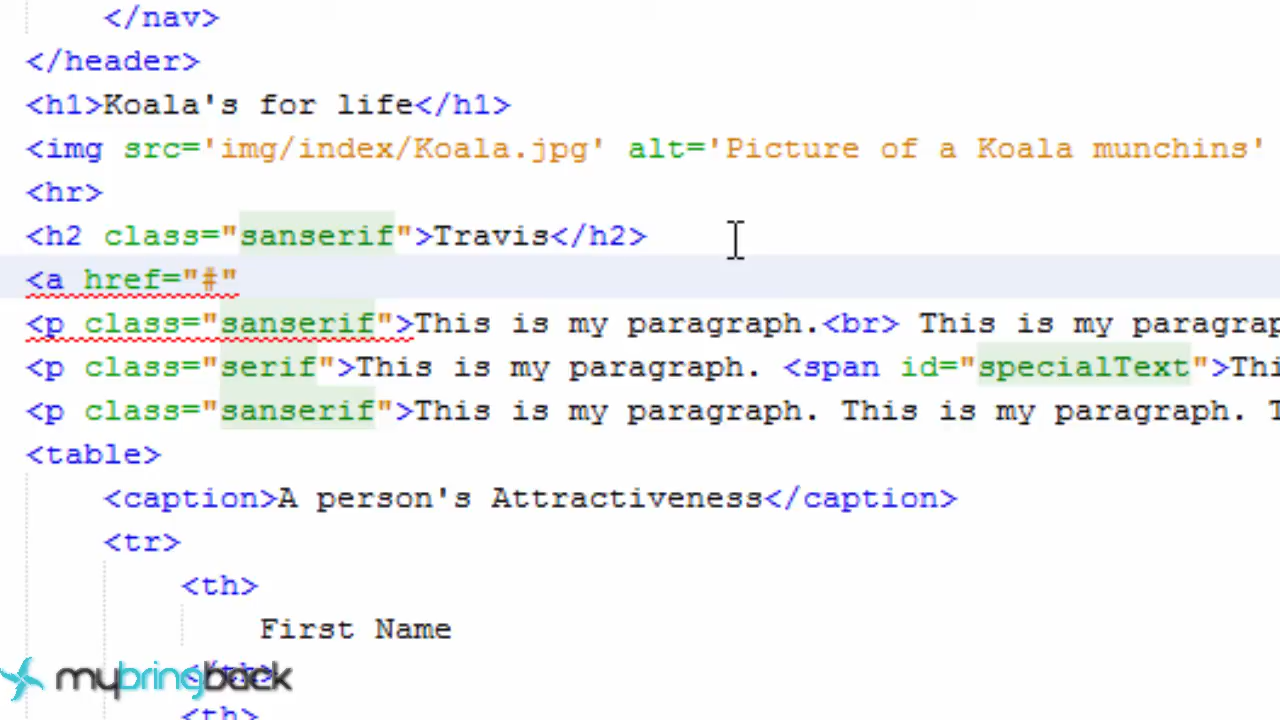 </nav>
</header>
<h1>Koala's for life</h1>
<img src='img/index/Koala.jpg' alt='Picture of a Koala munchins'
<hr>
<h2 class="sanserif">Travis</h2>
<a href="#"
<p class="sanserif">This is my paragraph.<br> This is my paragrap
<p class="serif">This is my paragraph. <span id="specialText">Thi
<p class="sanserif">This is my paragraph. This is my paragraph. T
<table>
<caption>A person's Attractiveness</caption>
<tr>
<th>
First Name
</th>
mybringback
<th>